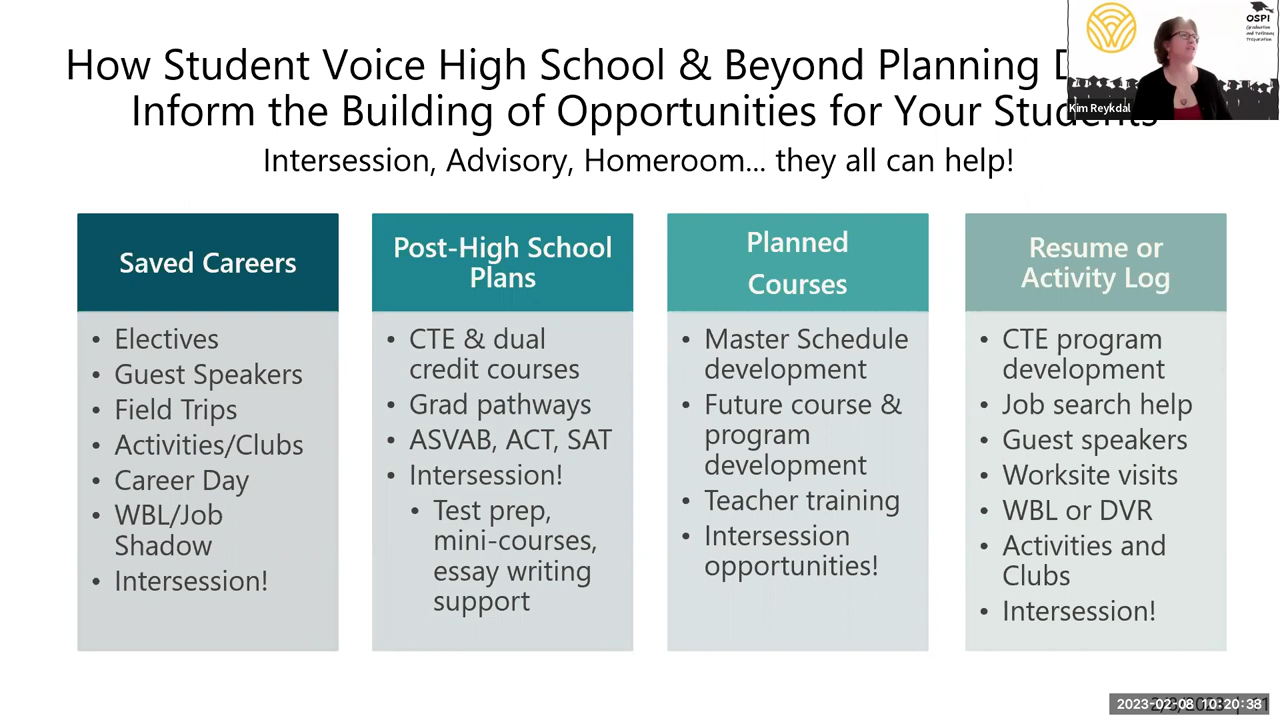 How Student Voice High School & Beyond Planning
Inform the Building of Opportunities for Your Students
Intersession, Advisory, Homeroom... they all can help!
Saved Careers
• Electives
• Guest Speakers
• Field Trips
• Activities/Clubs
• Career Day
• WBL/Job
Shadow
• Intersession!
Post-High School
Plans
• CTE & dual
credit courses
• Grad pathways
• ASVAB, ACT, SAT
• Intersession!
• Test prep,
mini-courses,
essay writing
support
Planned
Courses
• Master Schedule
development
• Future course &
program
development
• Teacher training
• Intersession
opportunities!
Resume or
Activity Log
• CTE program
development
• Job search help
• Guest speakers
• Worksite visits
• WBL or DVR
• Activities and
Clubs
• Intersession!
OSPI
Kim Reykdal
2023-02-08 10:20:38